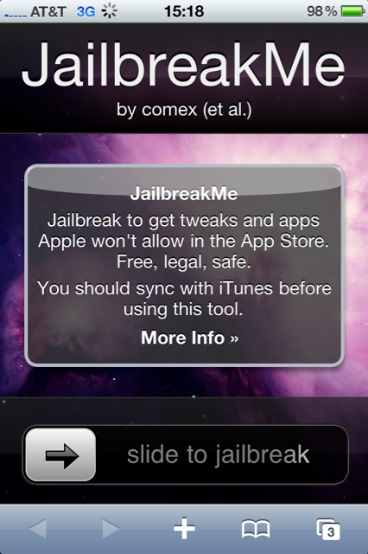 AT&T 3G 15:18 98%
JailbreakMe
by comex (et al.)
JailbreakMe
Jailbreak to get tweaks and apps
Apple won't allow in the App Store.
Free, legal, safe.
You should sync with iTunes before
using this tool.
More Info »
slide to jailbreak
3